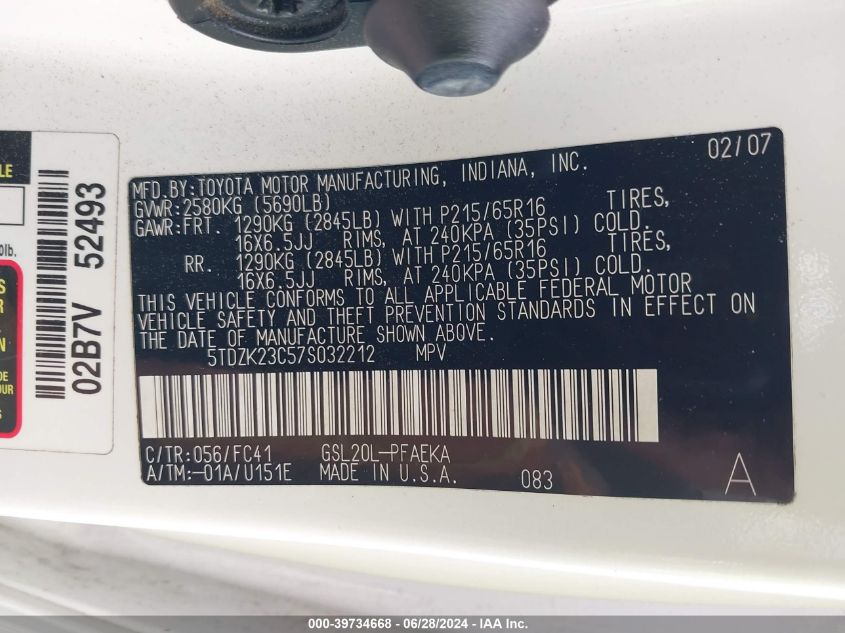 02/07
MFD. BY: TOYOTA MOTOR MANUFACTURING, INDIANA, INC.
GVWR: 2580KG (5690LB)
GAWR: FRT. 1290KG (2845LB) WITH P215/65R16 TIRES,
16X6.5JJ RIMS, AT 240KPA (35PSI) COLD.
RR. 1290KG (2845LB) WITH P215/65R16 TIRES,
16X6.5JJ RIMS, AT 240KPA (35PSI) COLD.
THIS VEHICLE CONFORMS TO ALL APPLICABLE FEDERAL MOTOR
VEHICLE SAFETY AND THEFT PREVENTION STANDARDS IN EFFECT ON
THE DATE OF MANUFACTURE SHOWN ABOVE.
5TDZK23C57S032212 MPV
C/TR: 056/FC41 GSL20L-PFAEKA
A/TM:-01A/U151E MADE IN U.S.A. 083 A
02B7V 52493
000-39734668 - 06/28/2024 - IAA Inc.